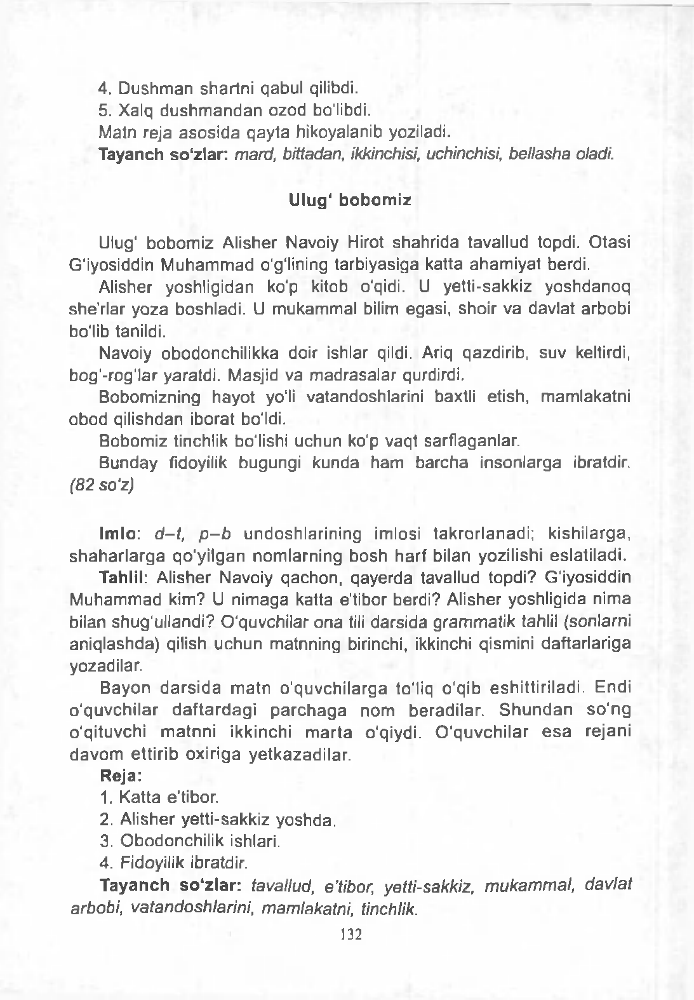 4. Dushman shartni qabul qilibdi.
5. Xalq dushmandan ozod bo'libdi.
Matn reja asosida qayta hikoyalanib yoziladi.
Tayanch so‘zlar: mard, bittadan, ikkinchisi, uchinchisi, bellasha oladi.
Ulug‘ bobomiz
Ulug' bobomiz Alisher Navoiy Hirot shahrida tavallud topdi. Otasi
G'iyosiddin Muhammad o'g'lining tarbiyasiga katta ahamiyat berdi.
Alisher yoshligidan ko'p kitob o'qidi. U yetti-sakkiz yoshdanoq
she'rlar yoza boshladi. U mukammal bilim egasi, shoir va davlat arbobi
bo'lib tanildi.
Navoiy obodonchilikka doir ishlar qildi. Ariq qazdirib, suv keltirdi,
bog'-rog'lar yaratdi. Masjid va madrasalar qurdirdi.
Bobomizning hayot yo'li vatandoshlarini baxtli etish, mamlakatni
obod qilishdan iborat bo'ldi.
Bobomiz tinchlik bo'lishi uchun ko'p vaqt sarflaganlar.
Bunday fidoyilik bugungi kunda ham barcha insonlarga ibratdir.
(82 so'z)
Imlo: d–t, p–b undoshlarining imlosi takrorlanadi; kishilarga,
shaharlarga qo'yilgan nomlarning bosh harf bilan yozilishi eslatiladi.
Tahlil: Alisher Navoiy qachon, qayerda tavallud topdi? G'iyosiddin
Muhammad kim? U nimaga katta e'tibor berdi? Alisher yoshligida nima
bilan shug'ullandi? O'quvchilar ona tili darsida grammatik tahlil (sonlarni
aniqlashda) qilish uchun matnning birinchi, ikkinchi qismini daftarlariga
yozadilar.
Bayon darsida matn o'quvchilarga to'liq o'qib eshittiriladi. Endi
o'quvchilar daftardagi parchaga nom beradilar. Shundan so'ng
o'qituvchi matnni ikkinchi marta o'qiydi. O'quvchilar esa rejani
davom ettirib oxiriga yetkazadilar.
Reja:
1. Katta e'tibor.
2. Alisher yetti-sakkiz yoshda.
3. Obodonchilik ishlari.
4. Fidoyilik ibratdir.
Tayanch so‘zlar: tavallud, e'tibor, yetti-sakkiz, mukammal, davlat
arbobi, vatandoshlarini, mamlakatni, tinchlik.
132